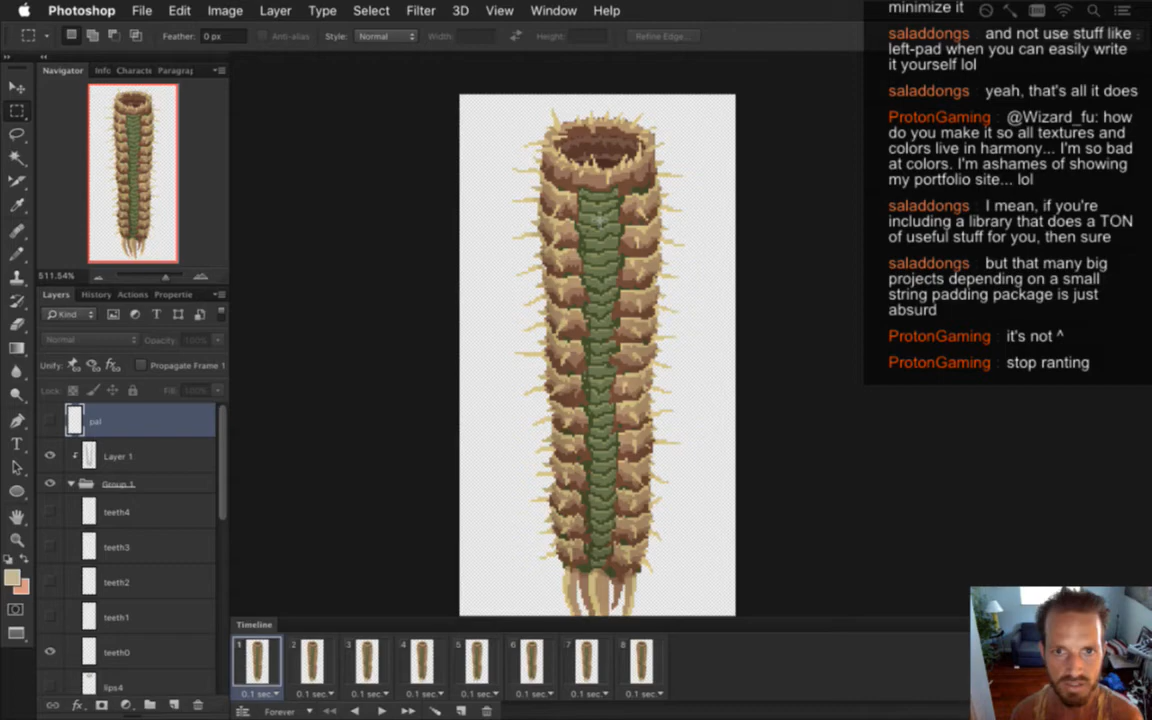 Photoshop File Edit Image Layer Type Select Filter 3D View Window Help
Feather: 0 px Anti-alias Style: Normal Width: Height: Refine Edge...
Navigator Info Characte Paragrap
511.54%
Layers History Actions Propertie
Kind
Normal Opacity: 100%
Unify: Propagate Frame 1
Lock: Fill: 100%
pal
Layer 1
Group 1
teeth4
teeth3
teeth2
teeth1
teeth0
lips4
minimize it
saladdongs : and not use stuff like
left-pad when you can easily write
it yourself lol
saladdongs : yeah, that's all it does
ProtonGaming : @Wizard_fu: how
do you make it so all textures and
colors live in harmony... I'm so bad
at colors. I'm ashames of showing
my portfolio site... lol
saladdongs : I mean, if you're
including a library that does a TON
of useful stuff for you, then sure
saladdongs : but that many big
projects depending on a small
string padding package is just
absurd
ProtonGaming : it's not ^
ProtonGaming : stop ranting
Timeline
1 2 3 4 5 6 7 8
0.1 sec. 0.1 sec. 0.1 sec. 0.1 sec. 0.1 sec. 0.1 sec. 0.1 sec. 0.1 sec.
Forever